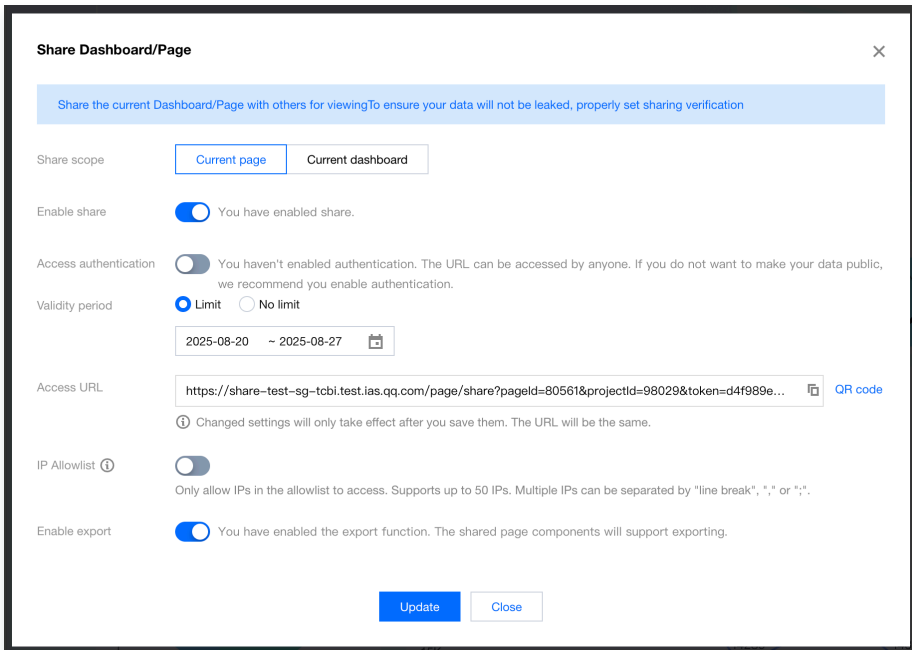 Share Dashboard/Page
Share the current Dashboard/Page with others for viewingTo ensure your data will not be leaked, properly set sharing verification
Share scope
Current page
Current dashboard
Enable share
You have enabled share.
Access authentication
You haven't enabled authentication. The URL can be accessed by anyone. If you do not want to make your data public,
we recommend you enable authentication.
Validity period
Limit
No limit
2025-08-20 ~ 2025-08-27
Access URL
https://share-test-sg-tcbi.test.ias.qq.com/page/share?pageId=80561&projectId=98029&token=d4f989e...
QR code
Changed settings will only take effect after you save them. The URL will be the same.
IP Allowlist
Only allow IPs in the allowlist to access. Supports up to 50 IPs. Multiple IPs can be separated by "line break", "," or ";".
Enable export
You have enabled the export function. The shared page components will support exporting.
Update
Close